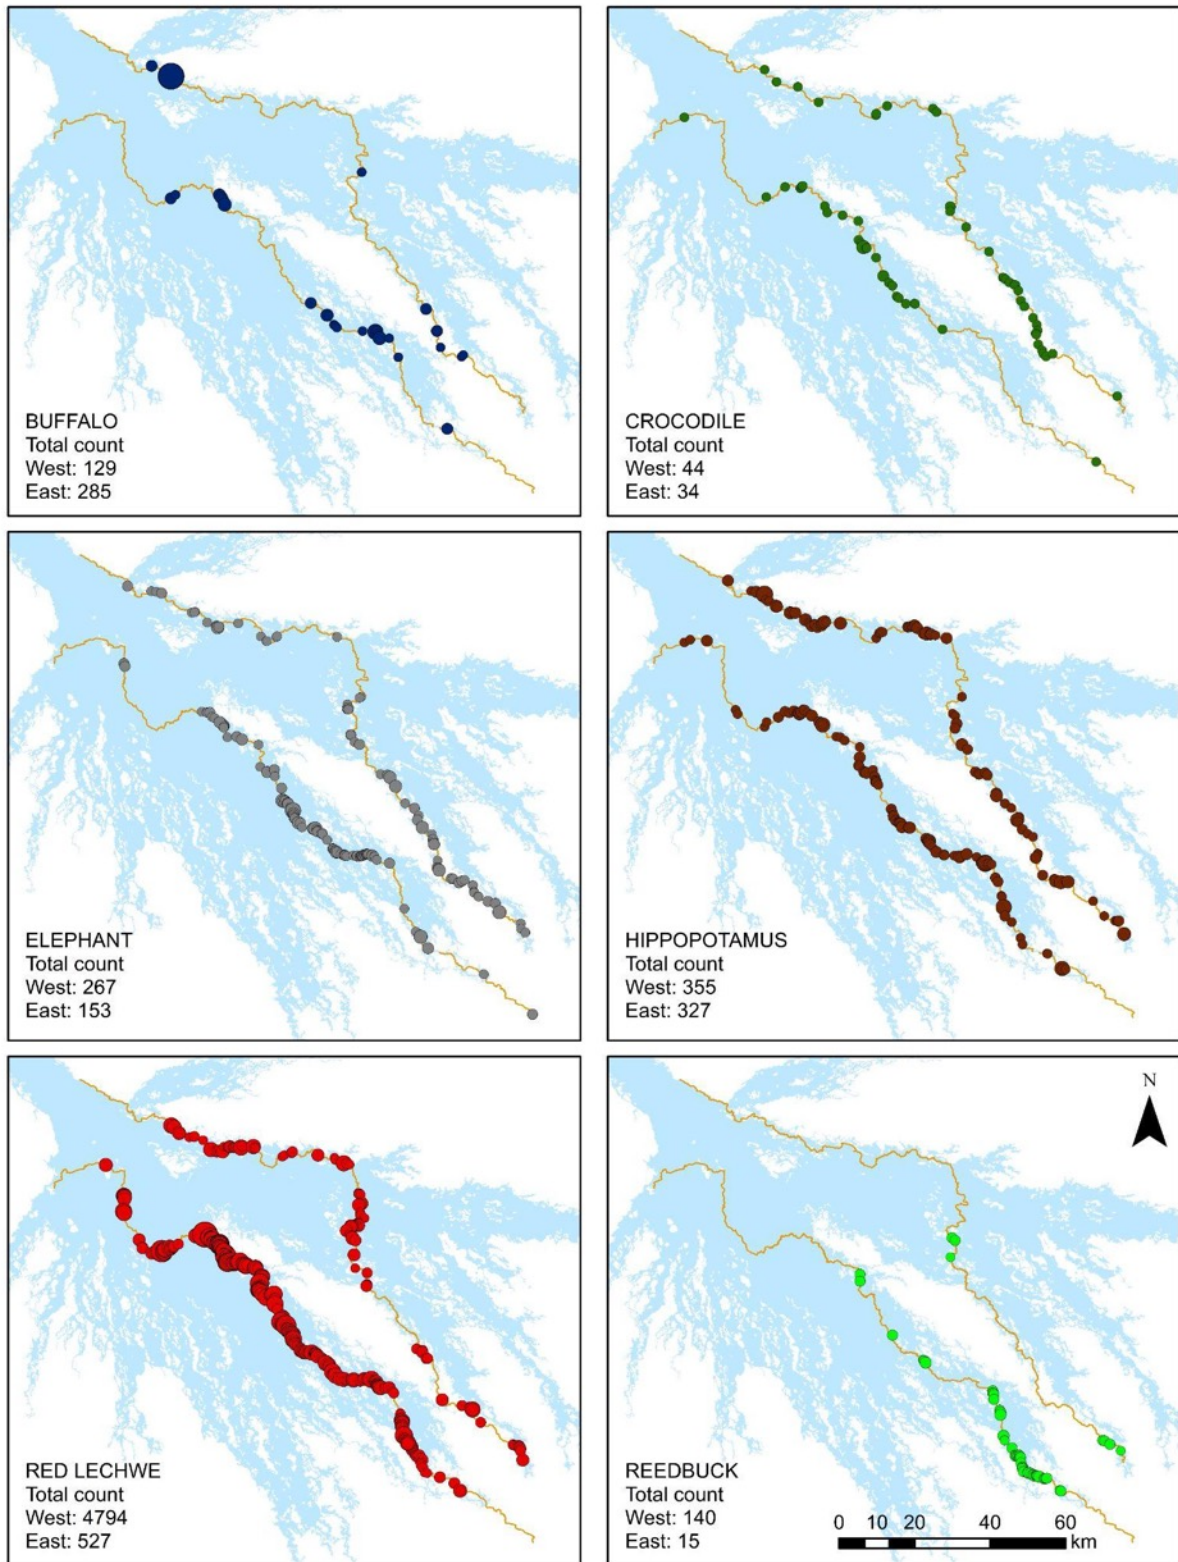 BUFFALO
Total count
West: 129
East: 285
CROCODILE
Total count
West: 44
East: 34
ELEPHANT
Total count
West: 267
East: 153
HIPPOPOTAMUS
Total count
West: 355
East: 327
RED LECHWE
Total count
West: 4794
East: 527
N
REEDBUCK
Total count
West: 140
East: 15
0 10 20 40 60
km